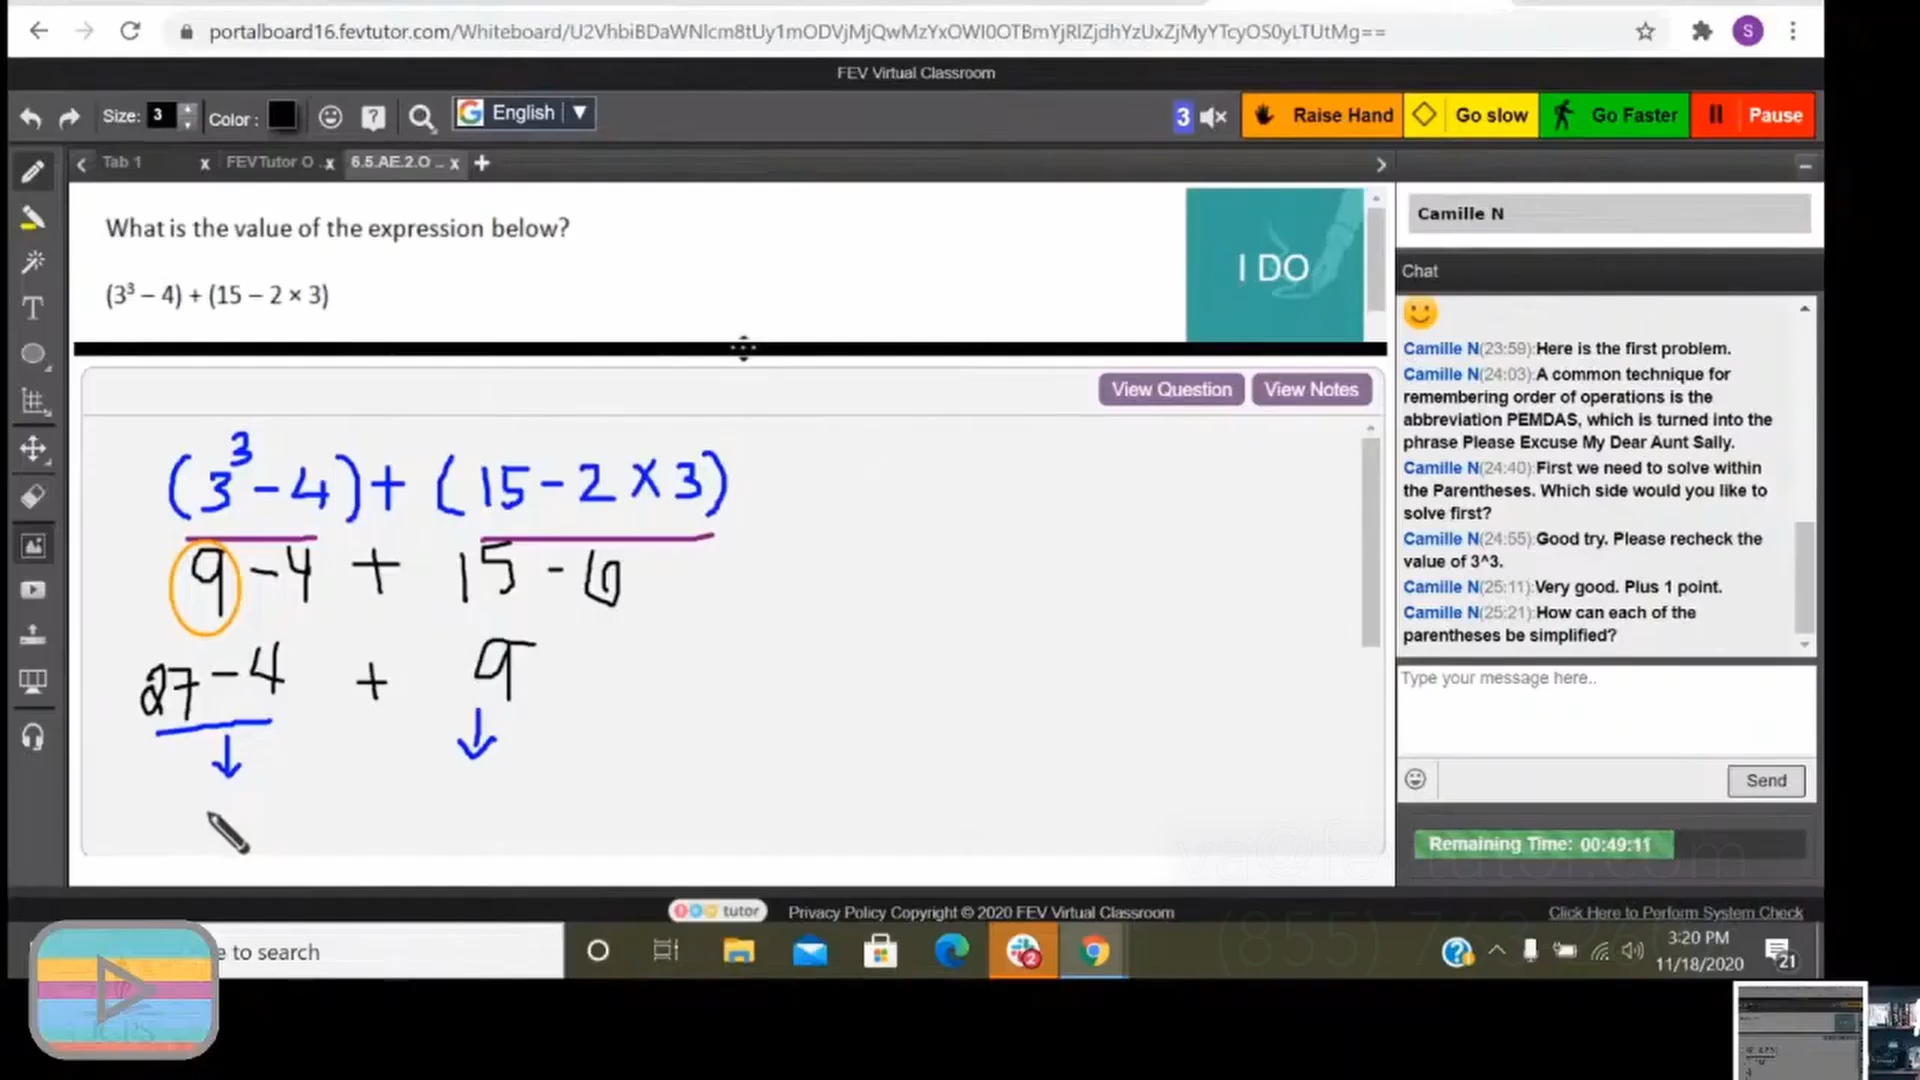 portalboard16.fevtutor.com/Whiteboard/U2VhbiBDaWNlcm8tUy1mODVjMjQwMzYxOWI0OTBmYjRlZjdhYzUxZjMyYTcyOS0yLTUtMg==
S
FEV Virtual Classroom
Size: 3 Color : English 3 Raise Hand Go slow Go Faster Pause
Tab 1 x FEVTutor O .. x 6.5.AE.2.O ... x +
What is the value of the expression below?
(3³ – 4) + (15 – 2 × 3)
I DO
View Question View Notes
(3³ - 4) + (15 - 2 × 3)
9 - 4 + 15 - 6
27 - 4 + 9
Camille N
Chat
Camille N(23:59):Here is the first problem.
Camille N(24:03):A common technique for
remembering order of operations is the
abbreviation PEMDAS, which is turned into the
phrase Please Excuse My Dear Aunt Sally.
Camille N(24:40):First we need to solve within
the Parentheses. Which side would you like to
solve first?
Camille N(24:55):Good try. Please recheck the
value of 3^3.
Camille N(25:11):Very good. Plus 1 point.
Camille N(25:21):How can each of the
parentheses be simplified?
Type your message here..
Send
Remaining Time: 00:49:11
tutor Privacy Policy Copyright © 2020 FEV Virtual Classroom
Click Here to Perform System Check
e to search
2
3:20 PM
11/18/2020
21